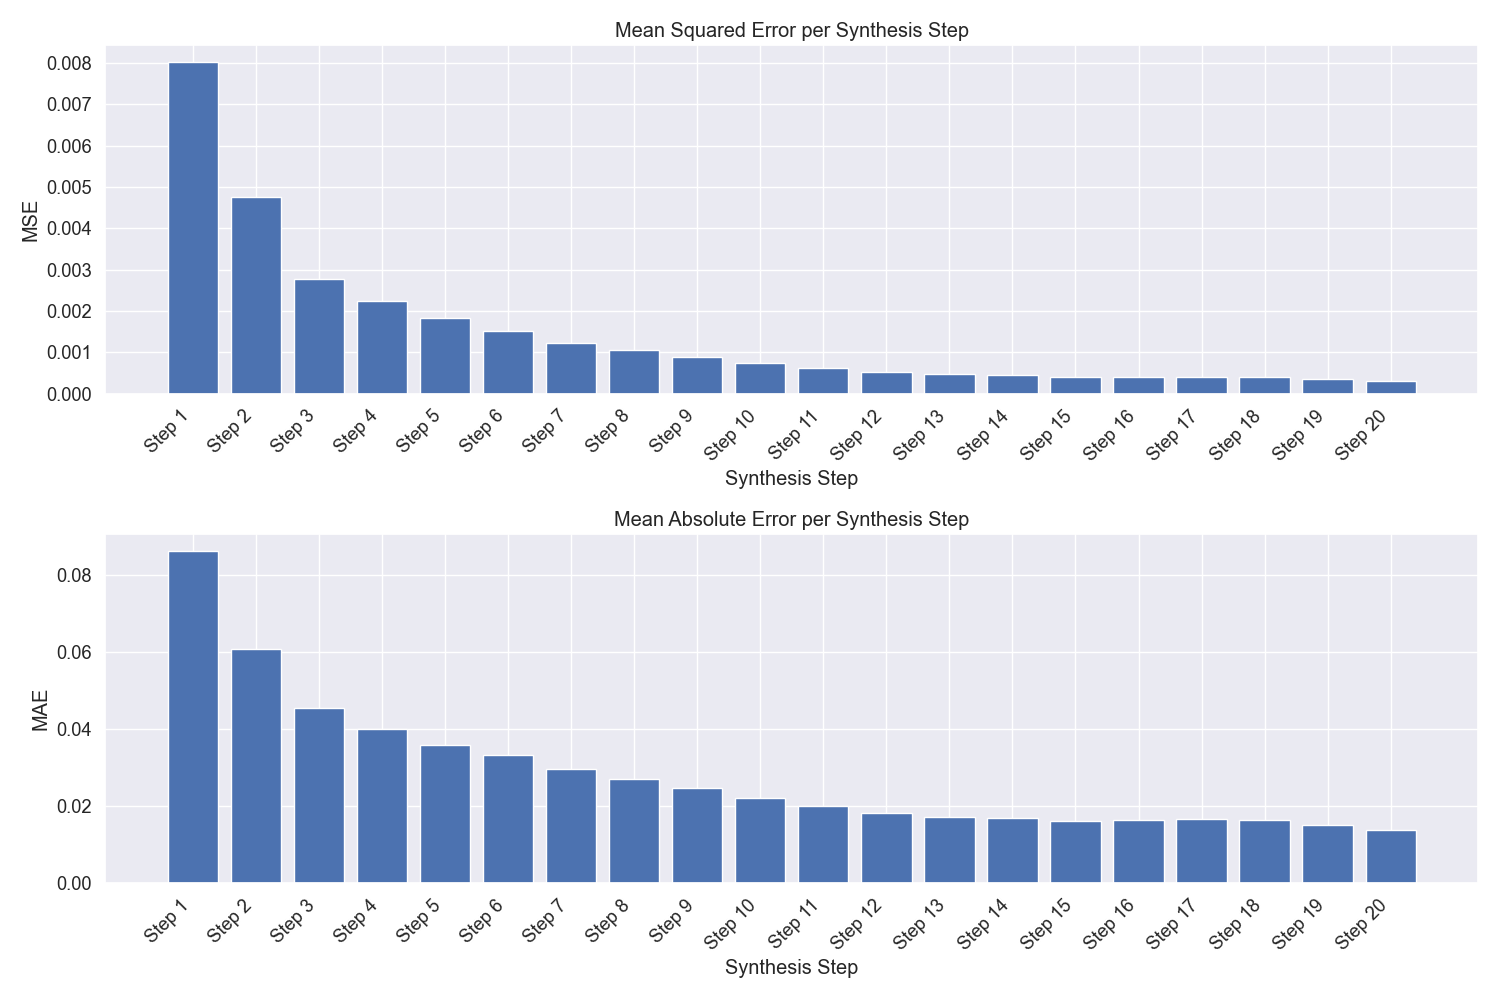 Mean Squared Error per Synthesis Step
MSE
0.008
0.007
0.006
0.005
0.004
0.003
0.002
0.001
0.000
Step 1
Step 2
Step 3
Step 4
Step 5
Step 6
Step 7
Step 8
Step 9
Step 10
Step 11
Step 12
Step 13
Step 14
Step 15
Step 16
Step 17
Step 18
Step 19
Step 20
Synthesis Step
Mean Absolute Error per Synthesis Step
MAE
0.08
0.06
0.04
0.02
0.00
Step 1
Step 2
Step 3
Step 4
Step 5
Step 6
Step 7
Step 8
Step 9
Step 10
Step 11
Step 12
Step 13
Step 14
Step 15
Step 16
Step 17
Step 18
Step 19
Step 20
Synthesis Step